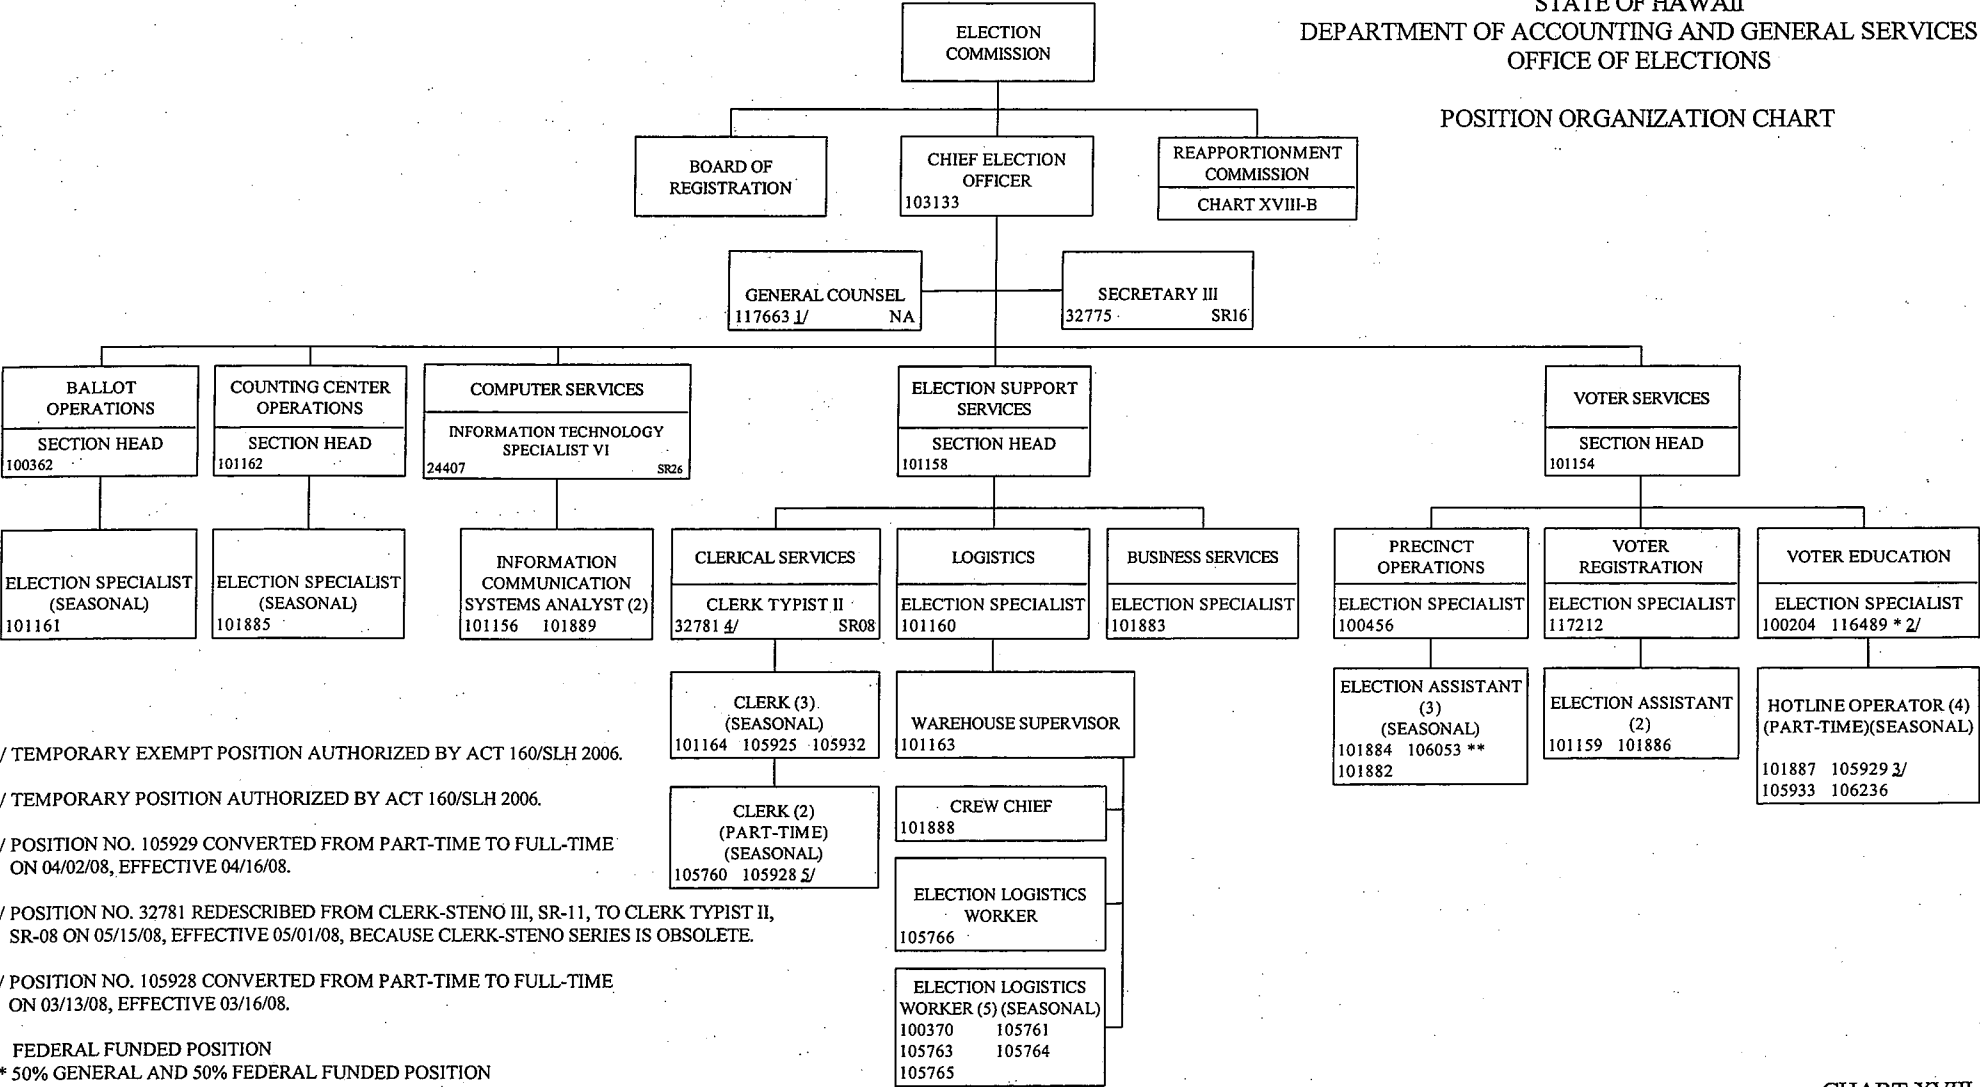 STATE OF HAWAII
DEPARTMENT OF ACCOUNTING AND GENERAL SERVICES
OFFICE OF ELECTIONS
POSITION ORGANIZATION CHART
ELECTION
COMMISSION
BOARD OF
REGISTRATION
CHIEF ELECTION
OFFICER
103133
REAPPORTIONMENT
COMMISSION
CHART XVIII-B
GENERAL COUNSEL
117663 1/ NA
SECRETARY III
32775 SR16
BALLOT
OPERATIONS
SECTION HEAD
100362
COUNTING CENTER
OPERATIONS
SECTION HEAD
101162
COMPUTER SERVICES
INFORMATION TECHNOLOGY
SPECIALIST VI
24407 SR26
ELECTION SUPPORT
SERVICES
SECTION HEAD
101158
VOTER SERVICES
SECTION HEAD
101154
ELECTION SPECIALIST
(SEASONAL)
101161
ELECTION SPECIALIST
(SEASONAL)
101885
INFORMATION
COMMUNICATION
SYSTEMS ANALYST (2)
101156 101889
CLERICAL SERVICES
CLERK TYPIST II
32781 4/ SR08
LOGISTICS
ELECTION SPECIALIST
101160
BUSINESS SERVICES
ELECTION SPECIALIST
101883
PRECINCT
OPERATIONS
ELECTION SPECIALIST
100456
VOTER
REGISTRATION
ELECTION SPECIALIST
117212
VOTER EDUCATION
ELECTION SPECIALIST
100204 116489 * 2/
CLERK (3)
(SEASONAL)
101164 105925 105932
WAREHOUSE SUPERVISOR
101163
ELECTION ASSISTANT
(3)
(SEASONAL)
101884 106053 **
101882
ELECTION ASSISTANT
(2)
101159 101886
HOTLINE OPERATOR (4)
(PART-TIME)(SEASONAL)
101887 105929 3/
105933 106236
CLERK (2)
(PART-TIME)
(SEASONAL)
105760 105928 5/
CREW CHIEF
101888
ELECTION LOGISTICS
WORKER
105766
ELECTION LOGISTICS
WORKER (5) (SEASONAL)
100370 105761
105763 105764
105765
/ TEMPORARY EXEMPT POSITION AUTHORIZED BY ACT 160/SLH 2006.
/ TEMPORARY POSITION AUTHORIZED BY ACT 160/SLH 2006.
/ POSITION NO. 105929 CONVERTED FROM PART-TIME TO FULL-TIME
ON 04/02/08, EFFECTIVE 04/16/08.
/ POSITION NO. 32781 REDESCRIBED FROM CLERK-STENO III, SR-11, TO CLERK TYPIST II,
SR-08 ON 05/15/08, EFFECTIVE 05/01/08, BECAUSE CLERK-STENO SERIES IS OBSOLETE.
/ POSITION NO. 105928 CONVERTED FROM PART-TIME TO FULL-TIME
ON 03/13/08, EFFECTIVE 03/16/08.
FEDERAL FUNDED POSITION
* 50% GENERAL AND 50% FEDERAL FUNDED POSITION